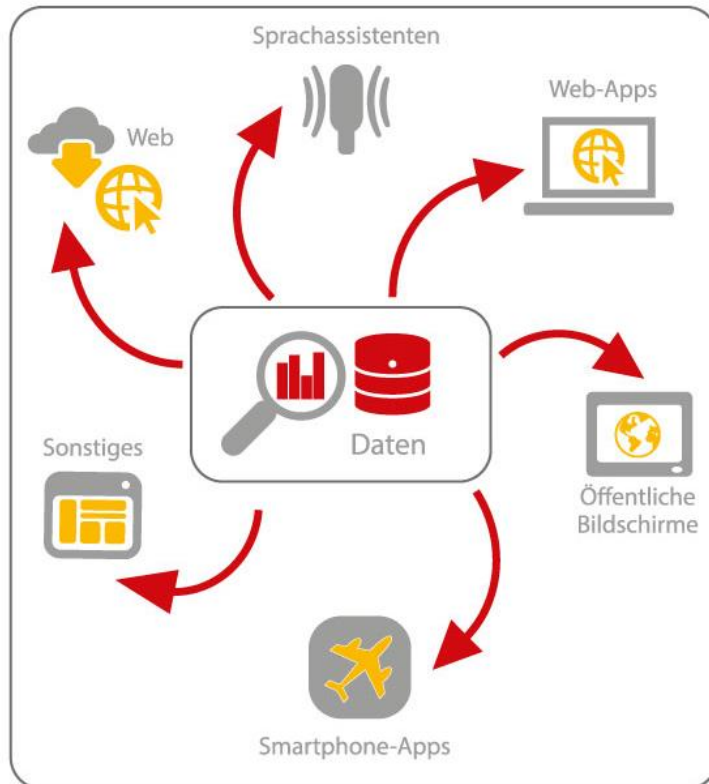 Sprachassistenten
Web-Apps
Web
Daten
Sonstiges
Öffentliche
Bildschirme
Smartphone-Apps